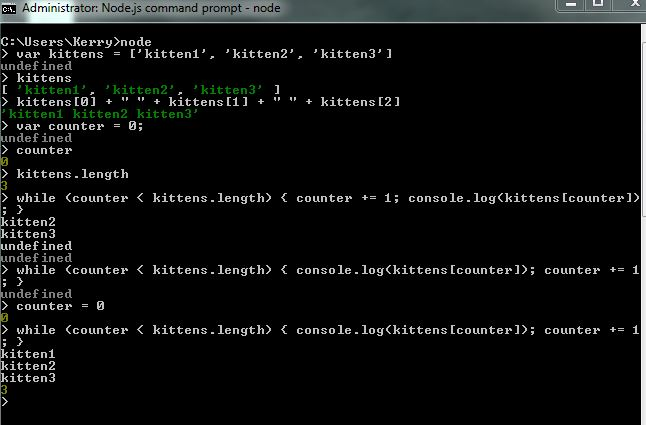 Administrator: Node.js command prompt - node
C:\Users\Kerry>node
> var kittens = ['kitten1', 'kitten2', 'kitten3']
undefined
> kittens
[ 'kitten1', 'kitten2', 'kitten3' ]
> kittens[0] + " " + kittens[1] + " " + kittens[2]
'kitten1 kitten2 kitten3'
> var counter = 0;
undefined
> counter
0
> kittens.length
3
> while (counter < kittens.length) { counter += 1; console.log(kittens[counter])
; }
kitten2
kitten3
undefined
undefined
> while (counter < kittens.length) { console.log(kittens[counter]); counter += 1
; }
undefined
> counter = 0
0
> while (counter < kittens.length) { console.log(kittens[counter]); counter += 1
; }
kitten1
kitten2
kitten3
3
>